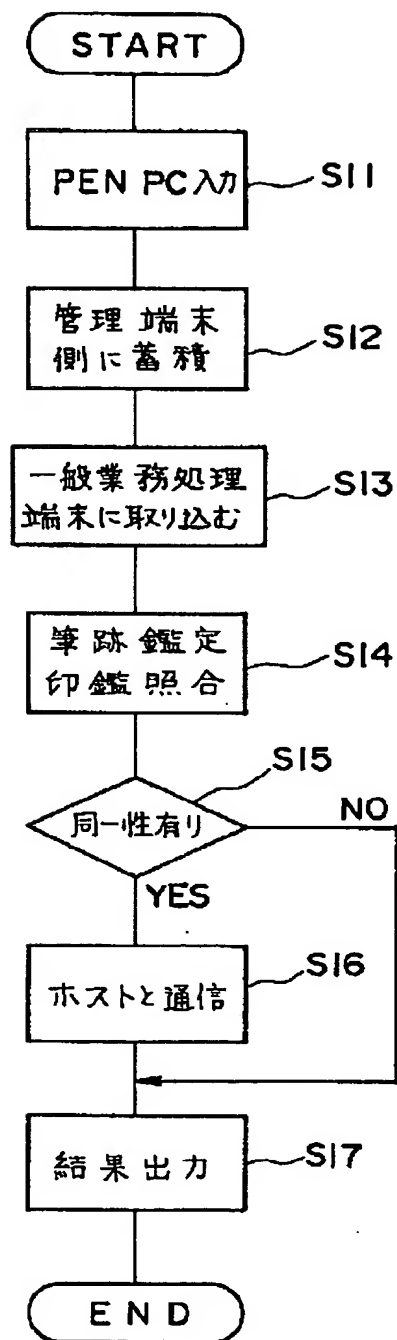 START
PEN PC入力
S11
管理端末
側に蓄積
S12
一般業務処理
端末に取り込む
S13
筆跡鑑定
印鑑照合
S14
S15
同一性有り
NO
YES
S16
ホストと通信
結果出力
S17
END